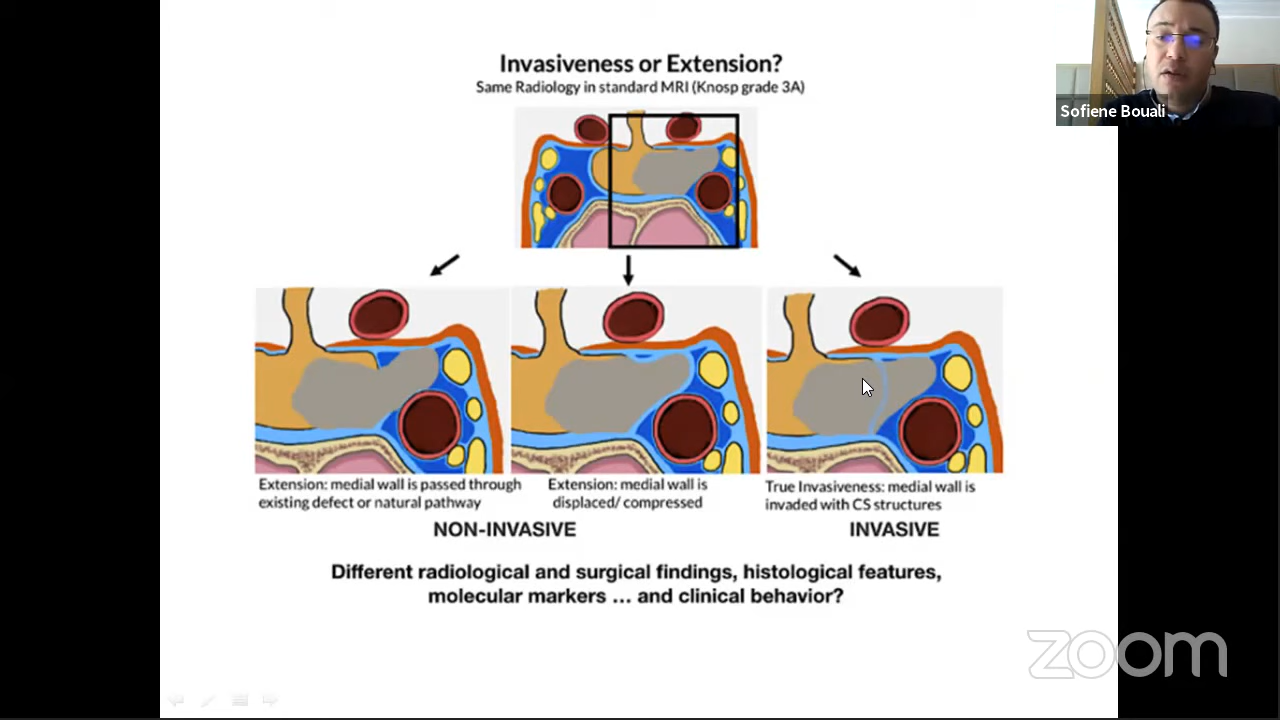 Invasiveness or Extension?
Same Radiology in standard MRI (Knosp grade 3A)
Sofiene Bouali
Extension: medial wall is passed through
existing defect or natural pathway
Extension: medial wall is
displaced/ compressed
True Invasiveness: medial wall is
invaded with CS structures
NON-INVASIVE
INVASIVE
Different radiological and surgical findings, histological features,
molecular markers ... and clinical behavior?
zoom